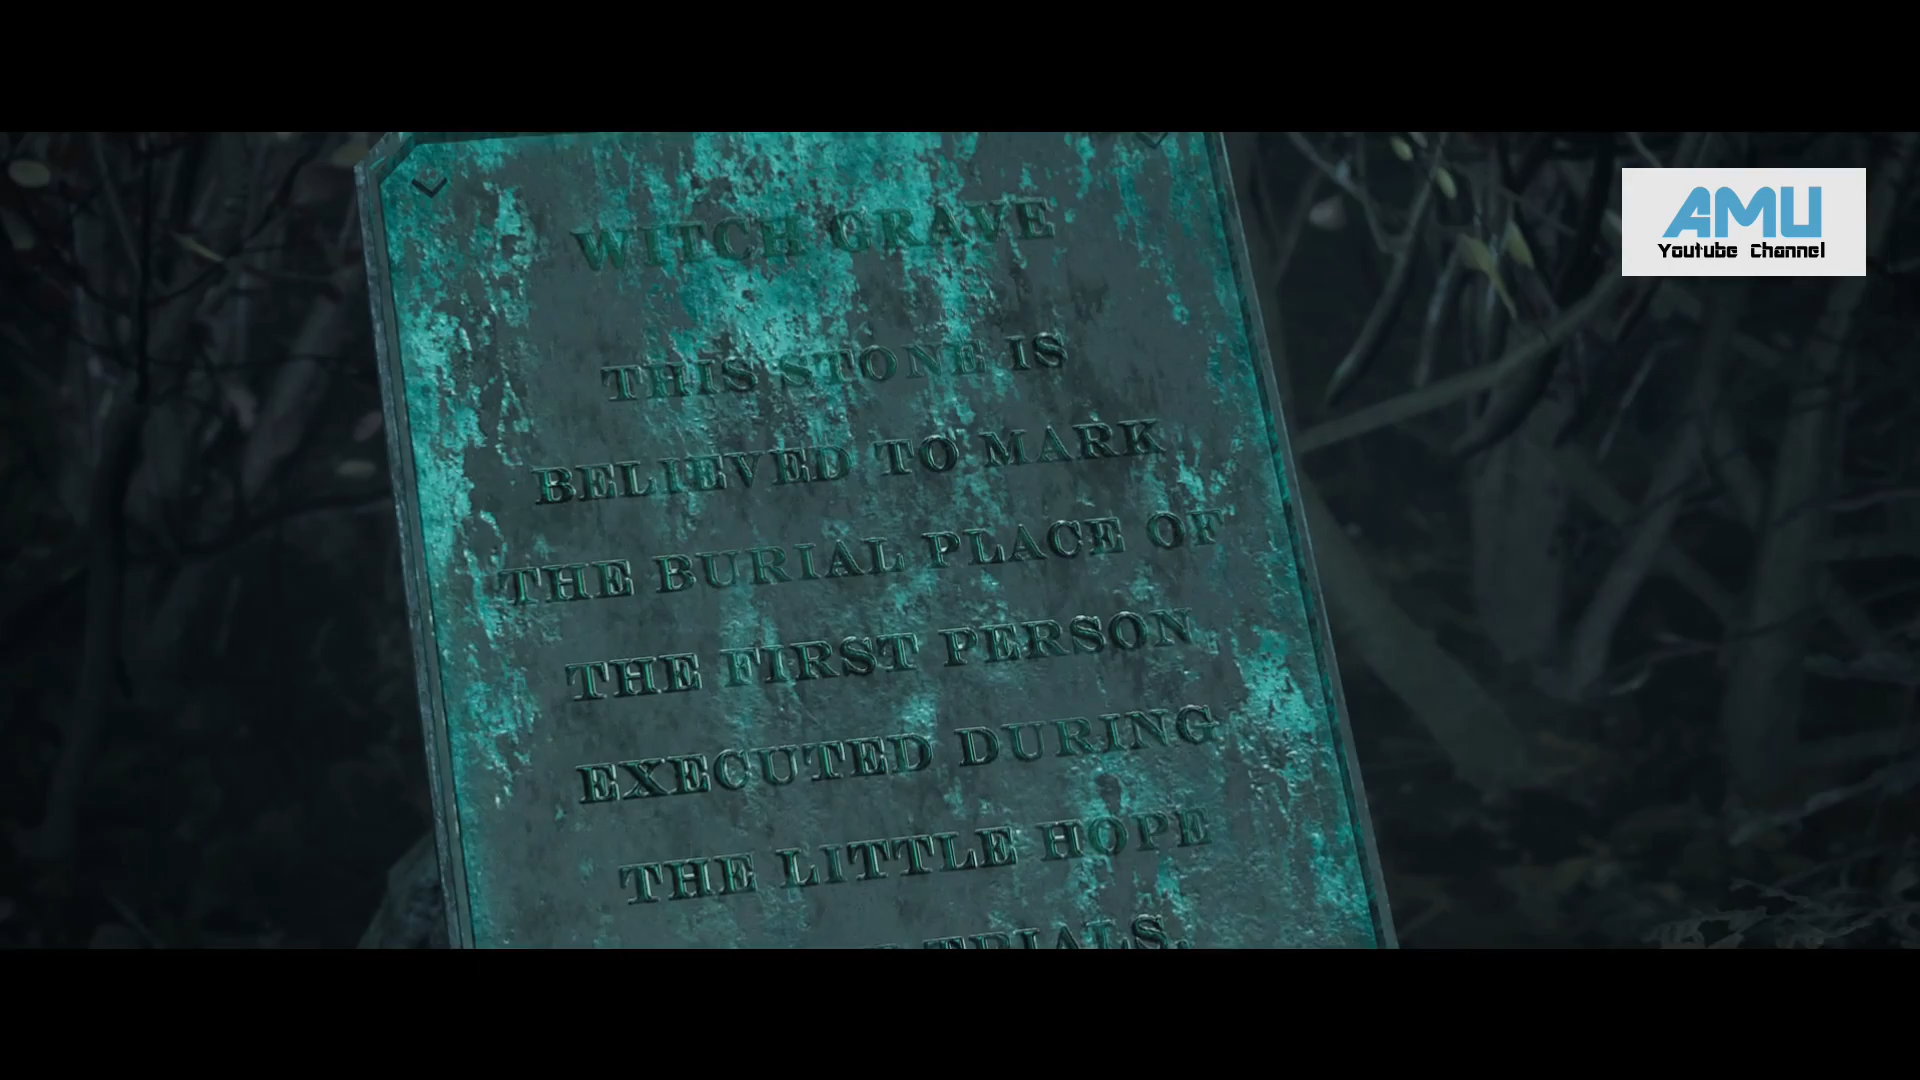 WITCH GRAVE
THIS STONE IS
BELIEVED TO MARK
THE BURIAL PLACE OF
THE FIRST PERSON
EXECUTED DURING
THE LITTLE HOPE
TRIALS.
AMU
Youtube Channel